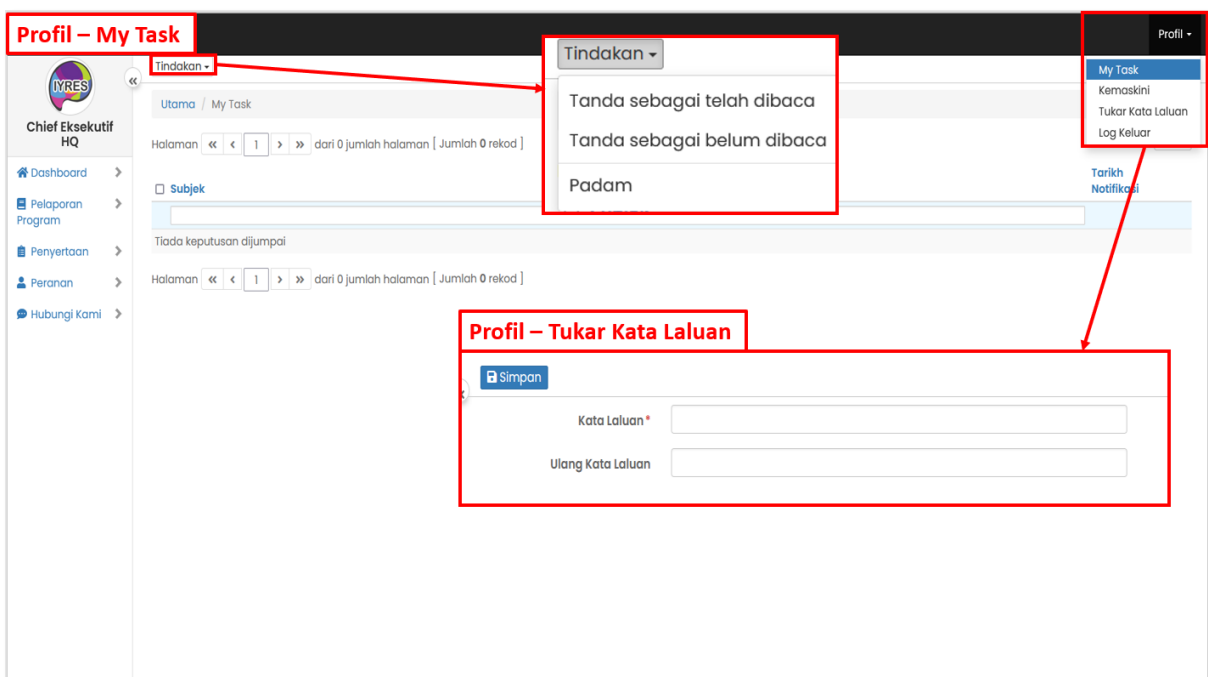 Profil – My Task
Profil
Tindakan
My Task
Kemaskini
Tukar Kata Laluan
Log Keluar
Tindakan
Tanda sebagai telah dibaca
Tanda sebagai belum dibaca
Padam
IYRES
Chief Eksekutif
HQ
Dashboard
Pelaporan
Program
Penyertaan
Peranan
Hubungi Kami
Utama / My Task
Halaman « ‹ 1 › » dari 0 jumlah halaman [ Jumlah 0 rekod ]
Subjek
Tarikh
Notifikasi
Tiada keputusan dijumpai
Halaman « ‹ 1 › » dari 0 jumlah halaman [ Jumlah 0 rekod ]
Profil – Tukar Kata Laluan
Simpan
Kata Laluan *
Ulang Kata Laluan